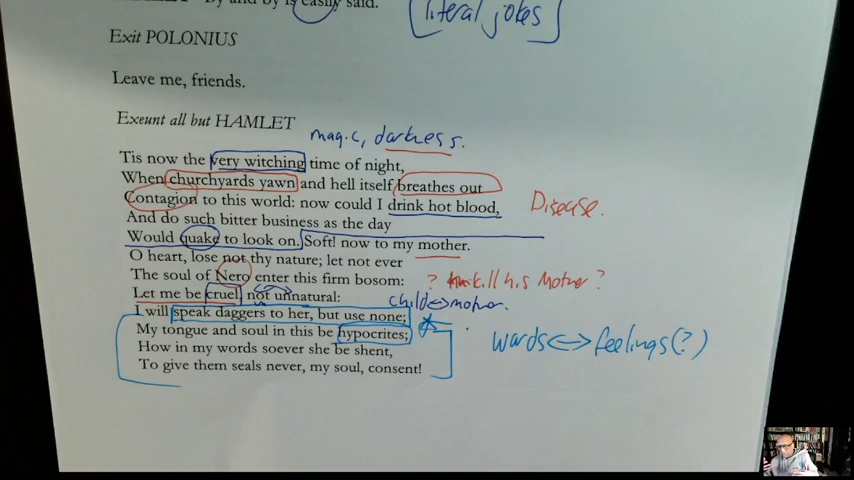 By and by is easily said.
[literal jokes]
Exit POLONIUS
Leave me, friends.
Exeunt all but HAMLET
magic, darkness.
Tis now the very witching time of night,
When churchyards yawn and hell itself breathes out
Contagion to this world: now could I drink hot blood,
Disease.
And do such bitter business as the day
Would quake to look on. Soft! now to my mother.
O heart, lose not thy nature; let not ever
The soul of Nero enter this firm bosom:
? kill his Mother?
Let me be cruel, not unnatural:
child ↔ mother.
I will speak daggers to her, but use none;
My tongue and soul in this be hypocrites;
words ↔ feelings(?)
How in my words soever she be shent,
To give them seals never, my soul, consent!